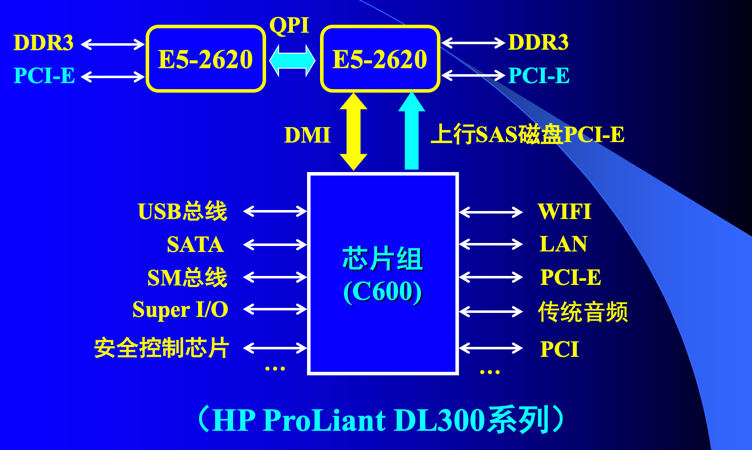 QPI
DDR3
E5-2620
E5-2620
DDR3
PCI-E
PCI-E
DMI
上行SAS磁盘PCI-E
USB总线
WIFI
SATA
LAN
芯片组
(C600)
SM总线
PCI-E
Super I/O
传统音频
安全控制芯片
PCI
...
...
（HP ProLiant DL300系列）